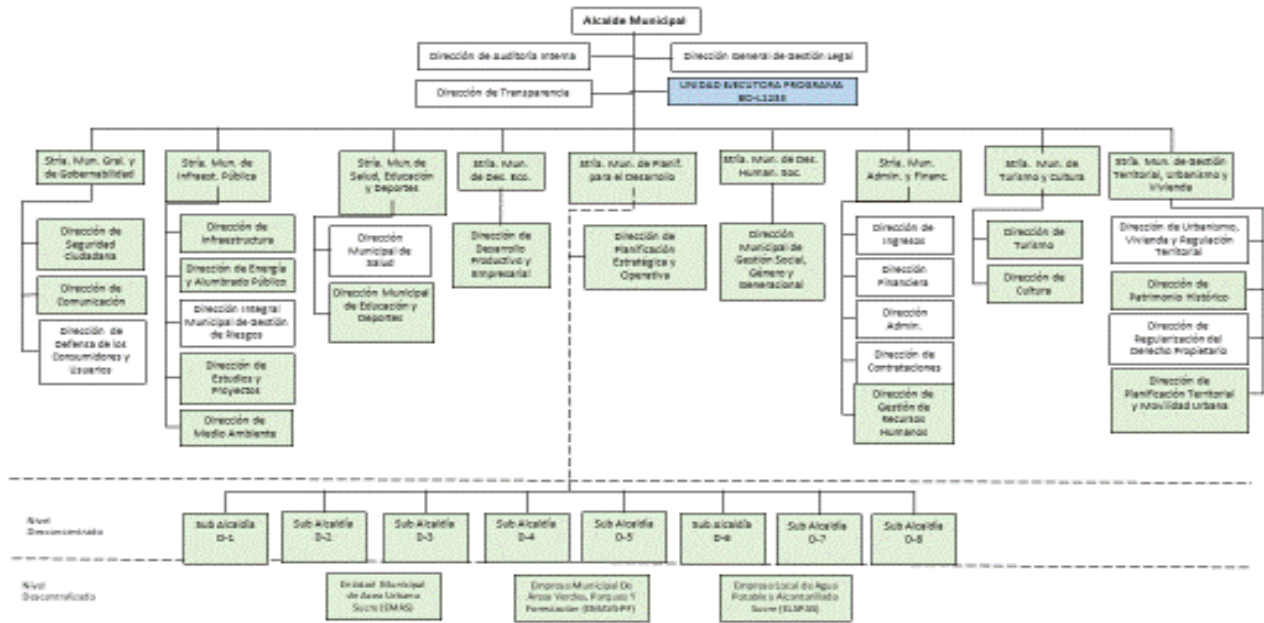 Alcalde Municipal
Dirección de Auditoría Interna
Dirección General de Gestión Legal
Dirección de Transparencia
UNIDAD EJECUTORA PROGRAMA
Stría. Mun. Gral. y
de Gobernabilidad
Stría. Mun. de
Infraest. Pública
Stría. Mun. de
Salud, Educación
y Deportes
Stría. Mun.
de Des. Eco.
Stría. Mun. de Planif.
para el Desarrollo
Stría. Mun. de Des.
Human. Soc.
Stría. Mun.
Admin. y Financ.
Stría. Mun. de
Turismo y Cultura
Stría. Mun. de Gestión
Territorial, Urbanismo y
Vivienda
Dirección de
Seguridad
Ciudadana
Dirección de
Comunicación
Dirección de
Defensa de los
Consumidores y
Usuarios
Dirección de
Infraestructura
Dirección de Energía
y Alumbrado Público
Dirección Integral
Municipal de Gestión
de Riesgos
Dirección de
Estudios y
Proyectos
Dirección de
Medio Ambiente
Dirección
Municipal de
Salud
Dirección Municipal
de Educación y
Deportes
Dirección de
Desarrollo
Productivo y
Empresarial
Dirección de
Planificación
Estratégica y
Operativa
Dirección
Municipal de
Gestión Social,
Género y
Generacional
Dirección de
Ingresos
Dirección
Financiera
Dirección
Admin.
Dirección de
Contrataciones
Dirección de
Gestión de
Recursos
Humanos
Dirección de
Turismo
Dirección de
Cultura
Dirección de Urbanismo,
Vivienda y Regulación
Territorial
Dirección de
Patrimonio Histórico
Dirección de
Regularización del
Derecho Propietario
Dirección de
Planificación Territorial
y Movilidad Urbana
Nivel
Desconcentrado
Sub Alcaldía
D-1
Sub Alcaldía
D-2
Sub Alcaldía
D-3
Sub Alcaldía
D-4
Sub Alcaldía
D-5
Sub Alcaldía
D-6
Sub Alcaldía
D-7
Sub Alcaldía
D-8
Nivel
Descentralizado
Entidad Municipal
de Aseo Urbano
Sucre (EMAS)
Empresa Municipal De
Áreas Verdes, Parques Y
Forestación
Empresa Local de Agua
Potable y Alcantarillado
Sucre (ELAPAS)